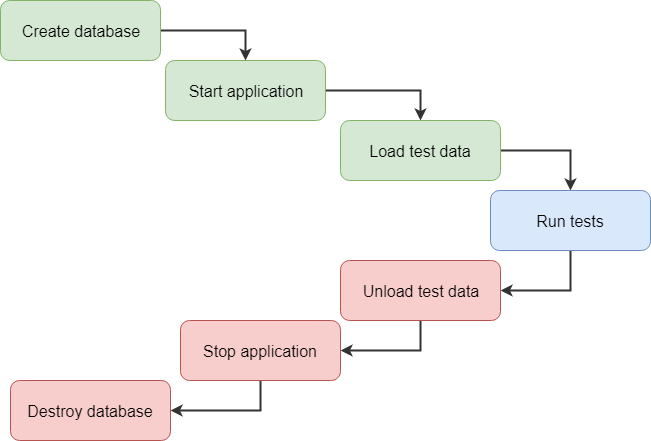 Create database
Start application
Load test data
Run tests
Unload test data
Stop application
Destroy database